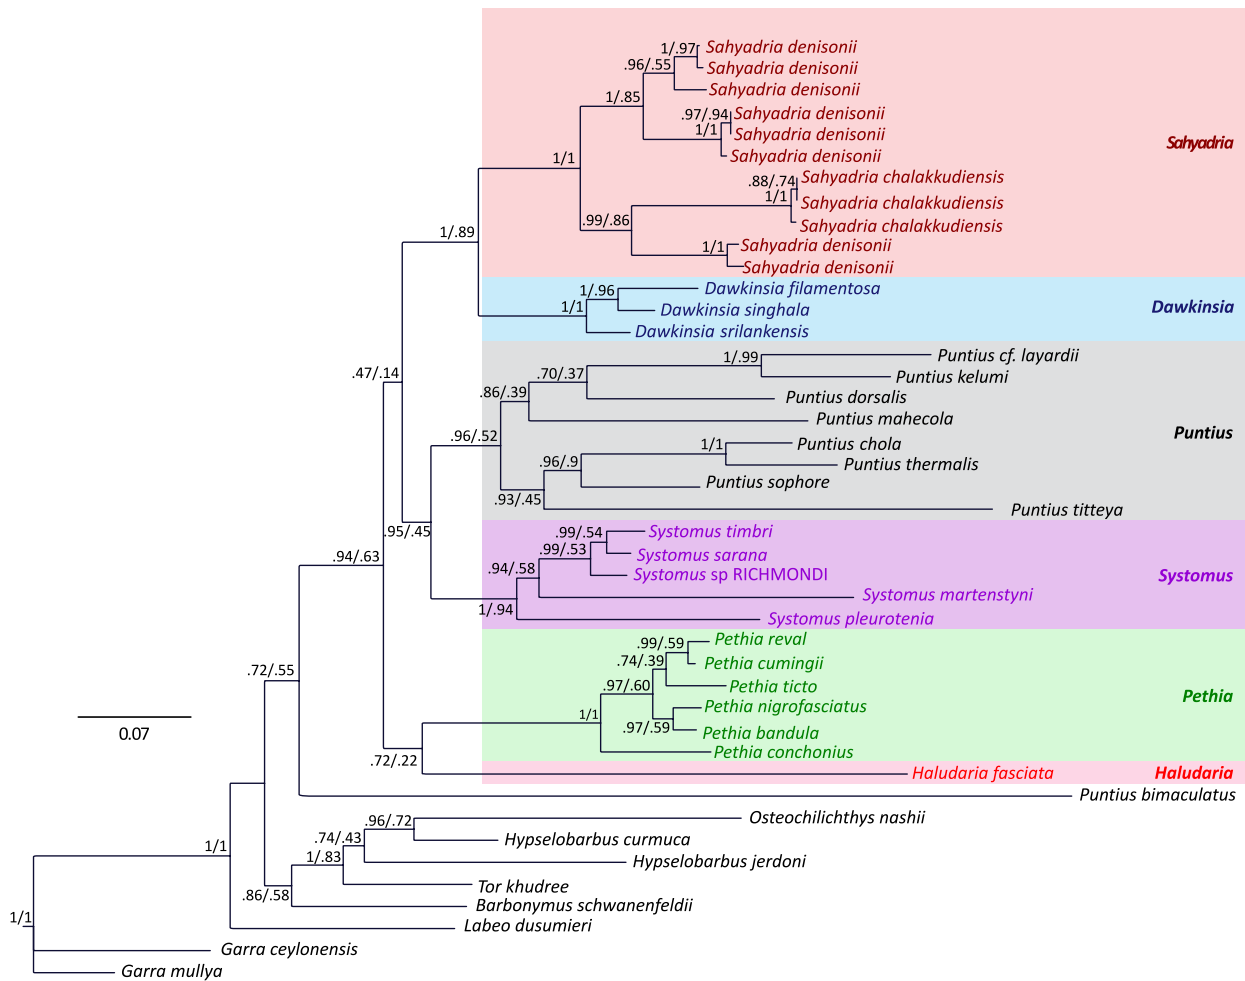 1/.97
Sahyadria denisonii
.96/.55
Sahyadria denisonii
Sahyadria denisonii
1/.85
.97/.94
Sahyadria denisonii
1/1
Sahyadria denisonii
Sahyadria
1/1
Sahyadria denisonii
.88/.74
Sahyadria chalakkudiensis
1/1
Sahyadria chalakkudiensis
.99/.86
Sahyadria chalakkudiensis
1/.89
1/1
Sahyadria denisonii
Sahyadria denisonii
1/.96
Dawkinsia filamentosa
1/1
Dawkinsia singhala
Dawkinsia
Dawkinsia srilankensis
1/.99
Puntius cf. layardii
.47/.14
.70/.37
Puntius kelumi
.86/.39
Puntius dorsalis
Puntius mahecola
.96/.52
Puntius
1/1
Puntius chola
.96/.9
Puntius thermalis
.93/.45
Puntius sophore
Puntius titteya
.95/.45
.99/.54
Systomus timbri
.99/.53
Systomus sarana
.94/.63
.94/.58
Systomus sp RICHMONDI
Systomus
Systomus martenstyni
1/.94
Systomus pleurotenia
.99/.59
Pethia reval
.74/.39
Pethia cumingii
.72/.55
.97/.60
Pethia ticto
Pethia
1/1
Pethia nigrofasciatus
.97/.59
Pethia bandula
Pethia conchonius
.72/.22
Haludaria fasciata
Haludaria
0.07
Puntius bimaculatus
.96/.72
Osteochilichthys nashii
.74/.43
Hypselobarbus curmuca
1/1
1/.83
Hypselobarbus jerdoni
.86/.58
Tor khudree
Barbonymus schwanenfeldii
1/1
Labeo dusumieri
Garra ceylonensis
Garra mullya